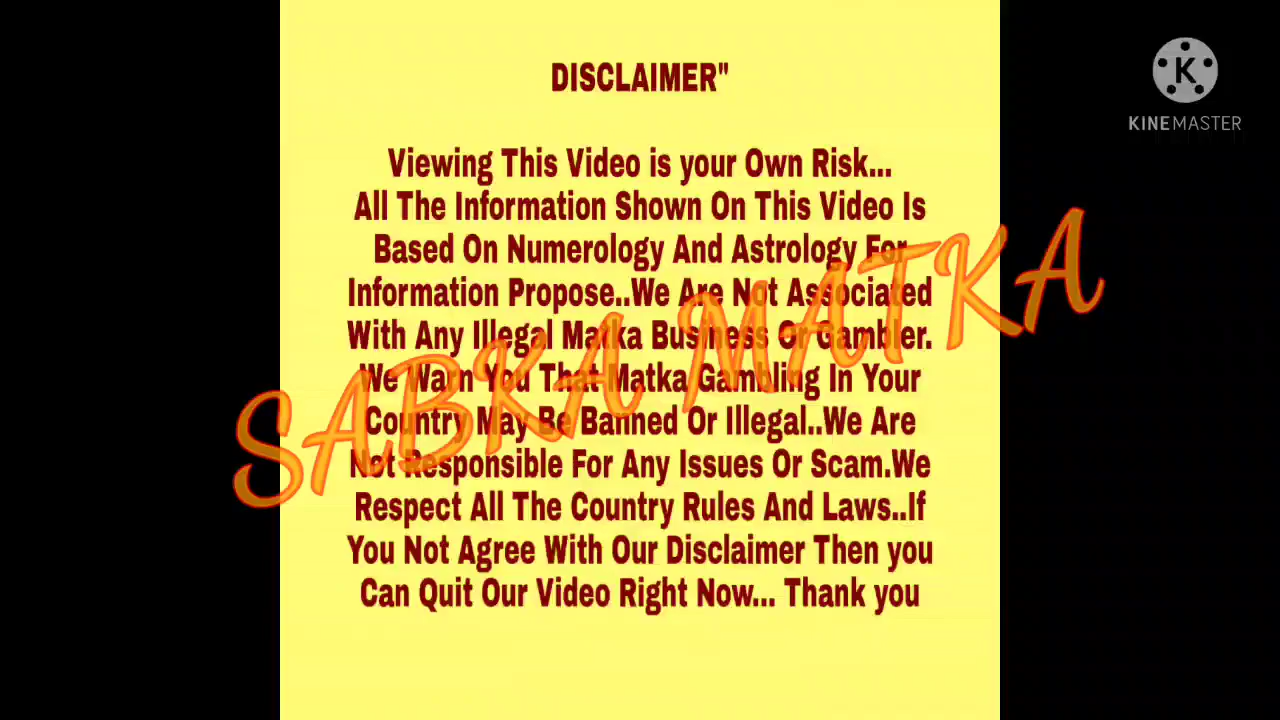 DISCLAIMER"
KINEMASTER
Viewing This Video is your Own Risk...
All The Information Shown On This Video Is
Based On Numerology And Astrology For
Information Propose..We Are Not Associated
With Any Illegal Matka Business Or Gambler.
We Warn You That Matka Gambling In Your
Country May Be Banned Or Illegal..We Are
Not Responsible For Any Issues Or Scam.We
Respect All The Country Rules And Laws..If
You Not Agree With Our Disclaimer Then you
Can Quit Our Video Right Now... Thank you
SABKA MATKA